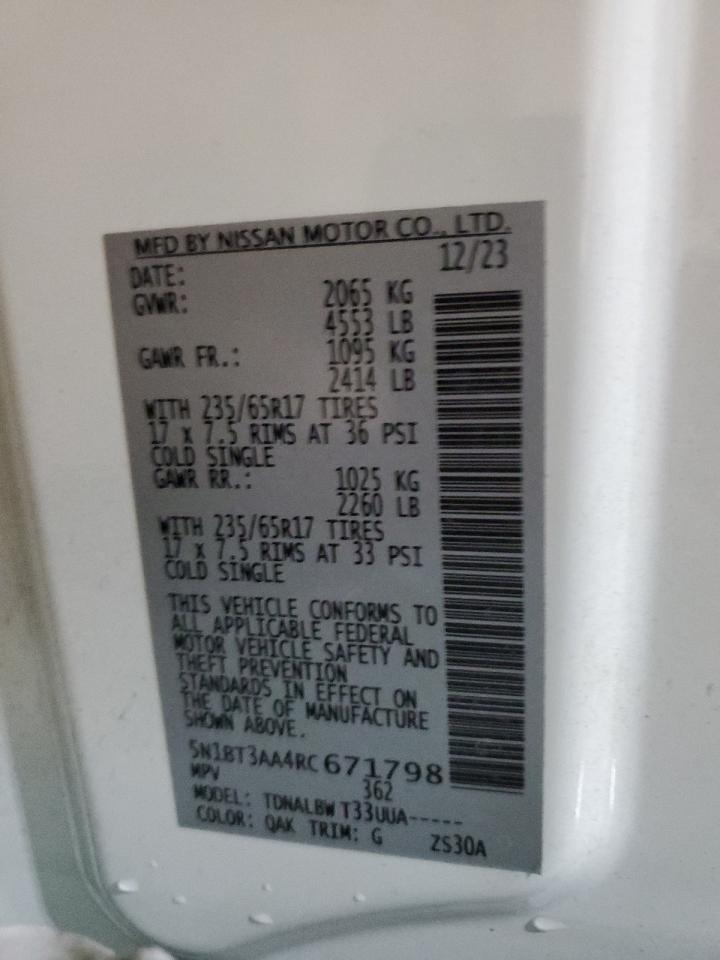 MFD BY NISSAN MOTOR CO., LTD.
DATE: 12/23
GVWR: 2065 KG
4553 LB
GAWR FR.: 1095 KG
2414 LB
WITH 235/65R17 TIRES
17 x 7.5 RIMS AT 36 PSI
COLD SINGLE
GAWR RR.: 1025 KG
2260 LB
WITH 235/65R17 TIRES
17 x 7.5 RIMS AT 33 PSI
COLD SINGLE
THIS VEHICLE CONFORMS TO
ALL APPLICABLE FEDERAL
MOTOR VEHICLE SAFETY AND
THEFT PREVENTION
STANDARDS IN EFFECT ON
THE DATE OF MANUFACTURE
SHOWN ABOVE.
5N1BT3AA4RC671798
MPV 362
MODEL: TDNALBW T33UUA-----
COLOR: QAK TRIM: G ZS30A